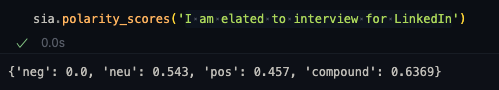 sia.polarity_scores('I am elated to interview for LinkedIn')
✓ 0.0s
{'neg': 0.0, 'neu': 0.543, 'pos': 0.457, 'compound': 0.6369}